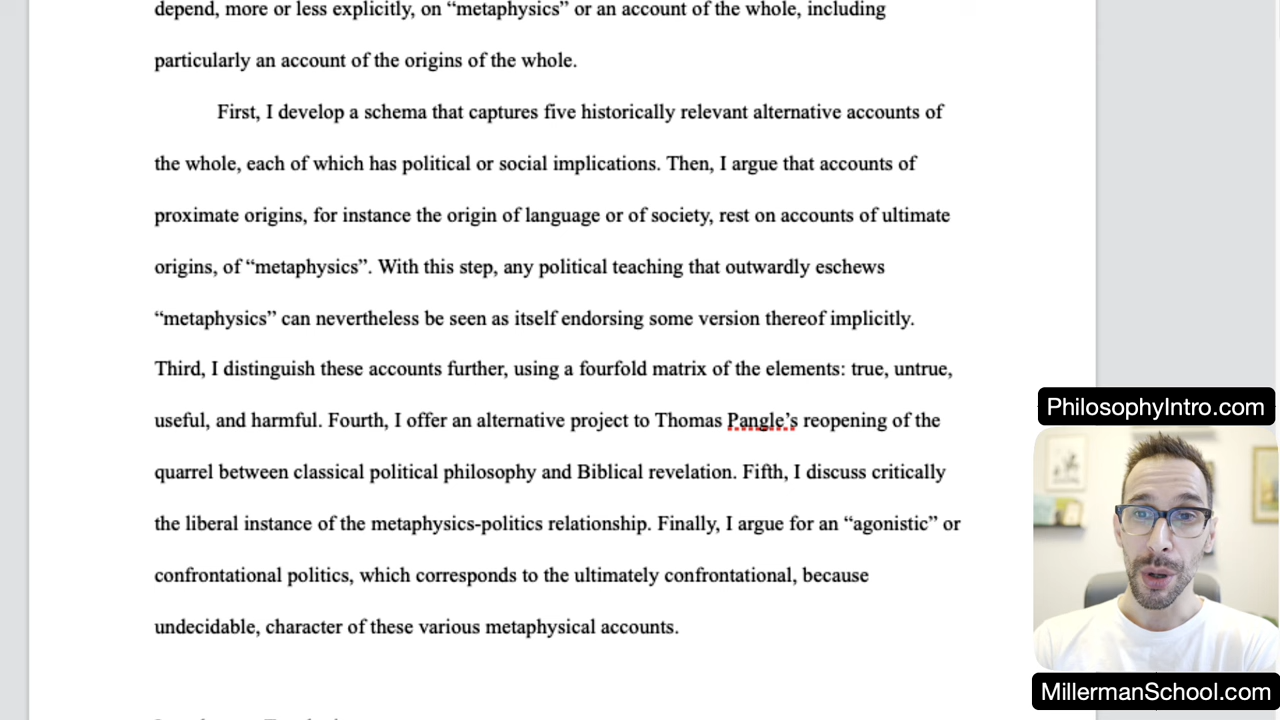 depend, more or less explicitly, on “metaphysics” or an account of the whole, including
particularly an account of the origins of the whole.
First, I develop a schema that captures five historically relevant alternative accounts of
the whole, each of which has political or social implications. Then, I argue that accounts of
proximate origins, for instance the origin of language or of society, rest on accounts of ultimate
origins, of “metaphysics”. With this step, any political teaching that outwardly eschews
“metaphysics” can nevertheless be seen as itself endorsing some version thereof implicitly.
Third, I distinguish these accounts further, using a fourfold matrix of the elements: true, untrue,
useful, and harmful. Fourth, I offer an alternative project to Thomas Pangle’s reopening of the
quarrel between classical political philosophy and Biblical revelation. Fifth, I discuss critically
the liberal instance of the metaphysics-politics relationship. Finally, I argue for an “agonistic” or
confrontational politics, which corresponds to the ultimately confrontational, because
undecidable, character of these various metaphysical accounts.
PhilosophyIntro.com
MillermanSchool.com